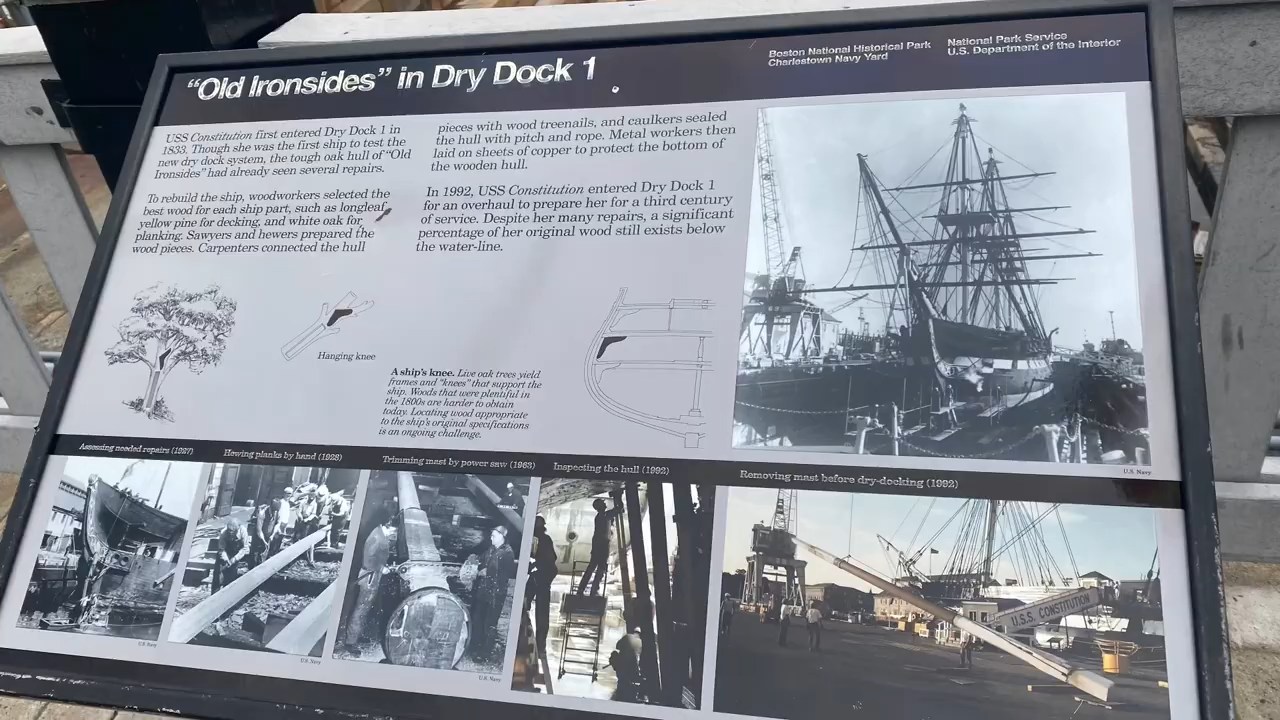 "Old Ironsides" in Dry Dock 1
Boston National Historical Park
Charlestown Navy Yard
National Park Service
U.S. Department of the Interior
USS Constitution first entered Dry Dock 1 in
1833. Though she was the first ship to test the
new dry dock system, the tough oak hull of "Old
Ironsides" had already seen several repairs.
To rebuild the ship, woodworkers selected the
best wood for each ship part, such as longleaf
yellow pine for decking, and white oak for
planking. Sawyers and hewers prepared the
wood pieces. Carpenters connected the hull
pieces with wood treenails, and caulkers sealed
the hull with pitch and rope. Metal workers then
laid on sheets of copper to protect the bottom of
the wooden hull.
In 1992, USS Constitution entered Dry Dock 1
for an overhaul to prepare her for a third century
of service. Despite her many repairs, a significant
percentage of her original wood still exists below
the water-line.
Hanging knee
A ship's knee. Live oak trees yield
frames and "knees" that support the
ship. Woods that were plentiful in
the 1800s are harder to obtain
today. Locating wood appropriate
to the ship's original specifications
is an ongoing challenge.
U.S. Navy
Assessing needed repairs (1927)
Hewing planks by hand (1928)
Trimming mast by power saw (1963)
Inspecting the hull (1992)
Removing mast before dry-docking (1992)
U.S. CONSTITUTION
U.S. Navy
U.S. Navy
U.S. Navy